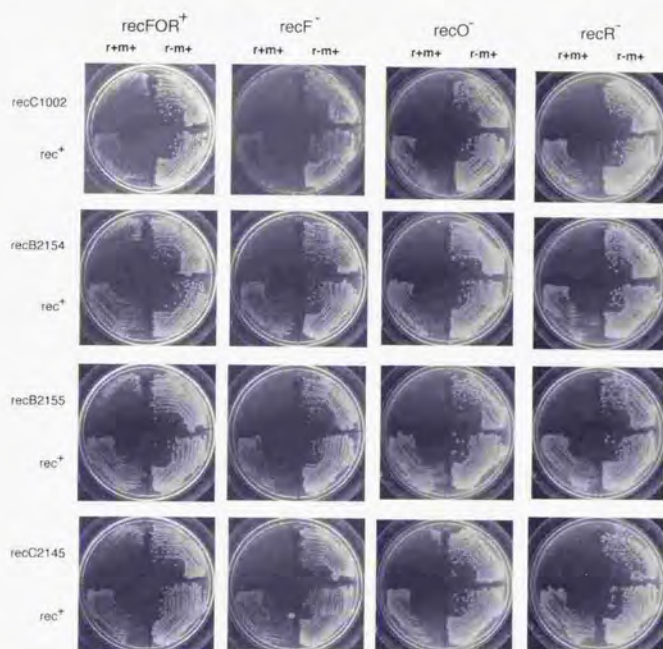 recFOR⁺ recF⁻ recO⁻ recR⁻
r+m+ r-m+ r+m+ r-m+ r+m+ r-m+ r+m+ r-m+
recC1002
rec⁺
recB2154
rec⁺
recB2155
rec⁺
recC2145
rec⁺